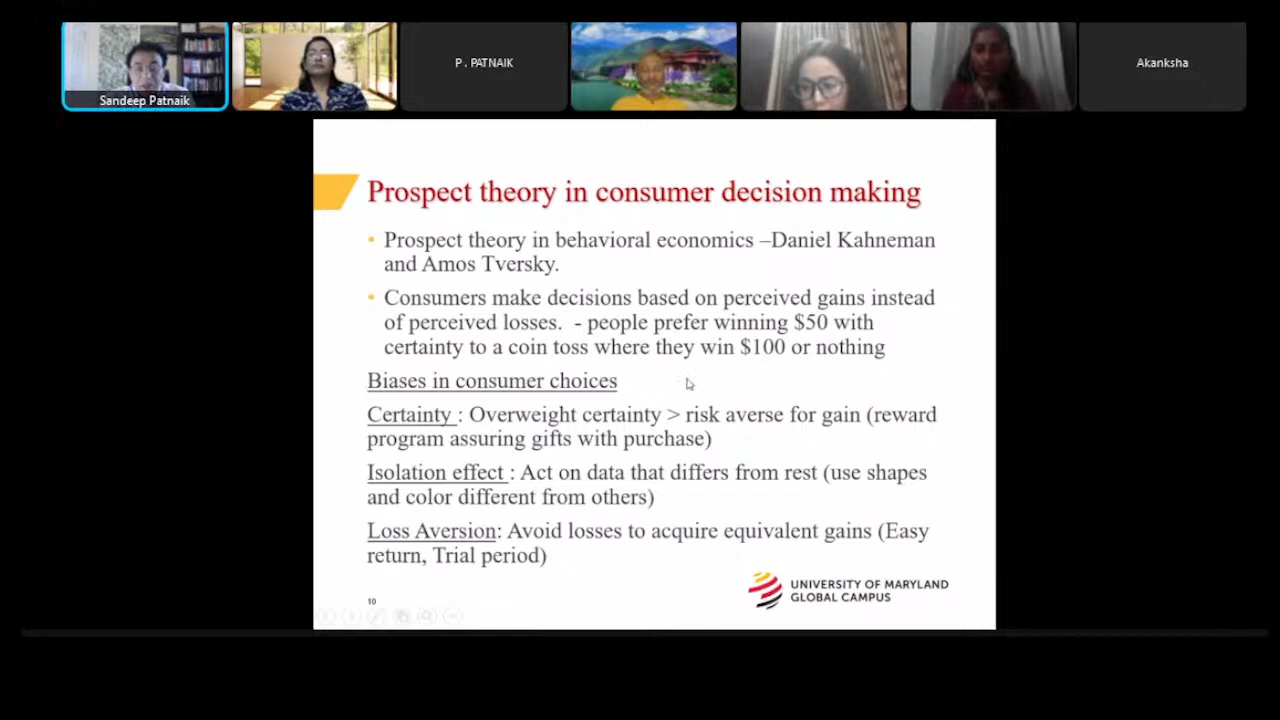 Sandeep Patnaik
P . PATNAIK
Akanksha
Prospect theory in consumer decision making
• Prospect theory in behavioral economics –Daniel Kahneman
and Amos Tversky.
• Consumers make decisions based on perceived gains instead
of perceived losses.  - people prefer winning $50 with
certainty to a coin toss where they win $100 or nothing
Biases in consumer choices
Certainty : Overweight certainty > risk averse for gain (reward
program assuring gifts with purchase)
Isolation effect : Act on data that differs from rest (use shapes
and color different from others)
Loss Aversion: Avoid losses to acquire equivalent gains (Easy
return, Trial period)
UNIVERSITY OF MARYLAND
GLOBAL CAMPUS
10